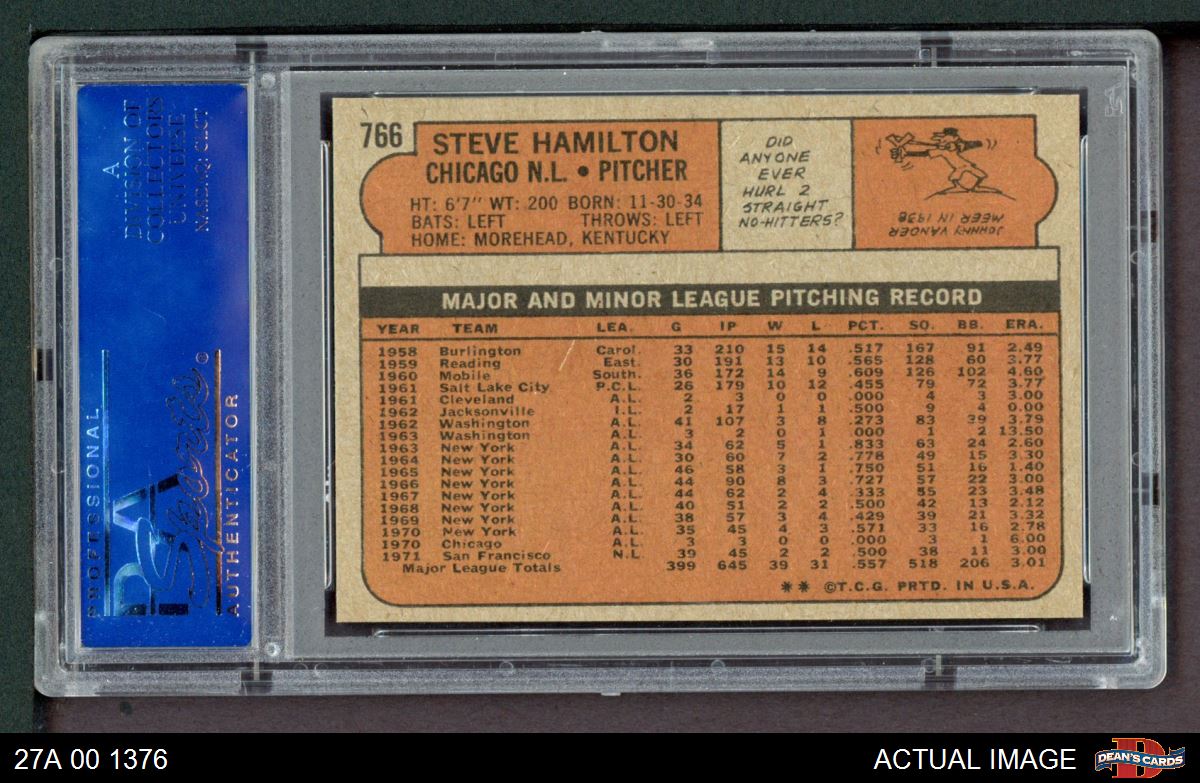 A
DIVISION OF
COLLECTORS
UNIVERSE
NASDAQ: CLCT
PROFESSIONAL
PSA
Sports®
AUTHENTICATOR
766
STEVE HAMILTON
CHICAGO N.L. • PITCHER
HT: 6'7" WT: 200 BORN: 11-30-34
BATS: LEFT THROWS: LEFT
HOME: MOREHEAD, KENTUCKY
DID
ANYONE
EVER
HURL 2
STRAIGHT
NO-HITTERS?
JOHNNY VANDER
MEER IN 1938
MAJOR AND MINOR LEAGUE PITCHING RECORD
YEAR TEAM LEA. G IP W L PCT. SO. BB. ERA.
1958 Burlington Carol. 33 210 15 14 .517 167 91 2.49
1959 Reading East. 30 191 13 10 .565 128 60 3.77
1960 Mobile South. 36 172 14 9 .609 126 102 4.60
1961 Salt Lake City P.C.L. 26 179 10 12 .455 79 72 3.77
1961 Cleveland A.L. 2 3 0 0 .000 4 3 3.00
1962 Jacksonville I.L. 2 17 1 1 .500 9 4 0.00
1962 Washington A.L. 41 107 3 8 .273 83 39 3.79
1963 Washington A.L. 3 2 0 1 .000 1 2 13.50
1963 New York A.L. 34 62 5 1 .833 63 24 2.60
1964 New York A.L. 30 60 7 2 .778 49 15 3.30
1965 New York A.L. 46 58 3 1 .750 51 16 1.40
1966 New York A.L. 44 90 8 3 .727 57 22 3.00
1967 New York A.L. 44 62 2 4 .333 55 23 3.48
1968 New York A.L. 40 51 2 2 .500 42 13 2.12
1969 New York A.L. 38 57 3 4 .429 39 21 3.32
1970 New York A.L. 35 45 4 3 .571 33 16 2.78
1970 Chicago A.L. 3 3 0 0 .000 3 1 6.00
1971 San Francisco N.L. 39 45 2 2 .500 38 11 3.00
Major League Totals 399 645 39 31 .557 518 206 3.01
** ©T.C.G. PRTD. IN U.S.A.
27A 00 1376
ACTUAL IMAGE
DEAN'S CARDS